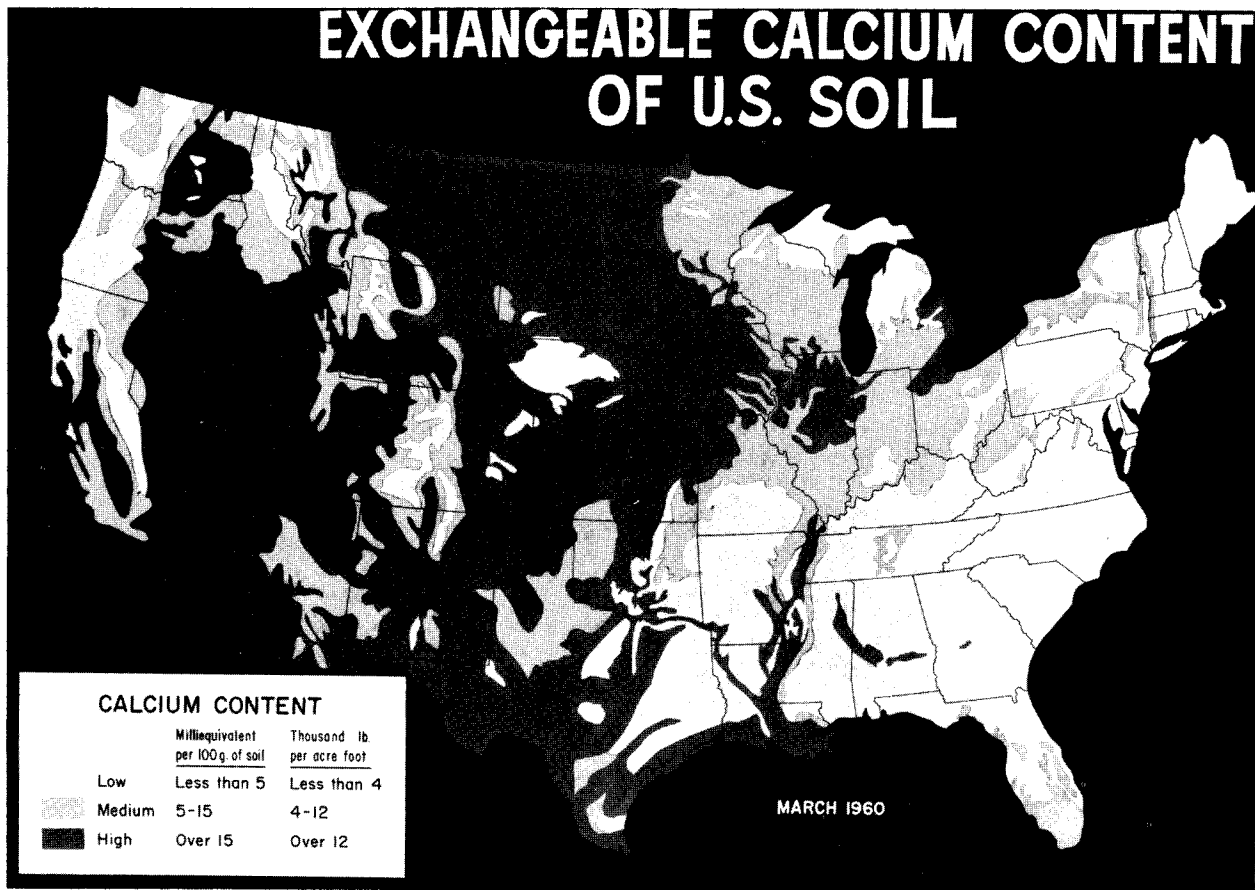 EXCHANGEABLE CALCIUM CONTENT
OF U.S. SOIL
CALCIUM CONTENT
Milliequivalent per 100 g. of soil
Thousand lb. per acre foot
Low Less than 5 Less than 4
Medium 5-15 4-12
High Over 15 Over 12
MARCH 1960